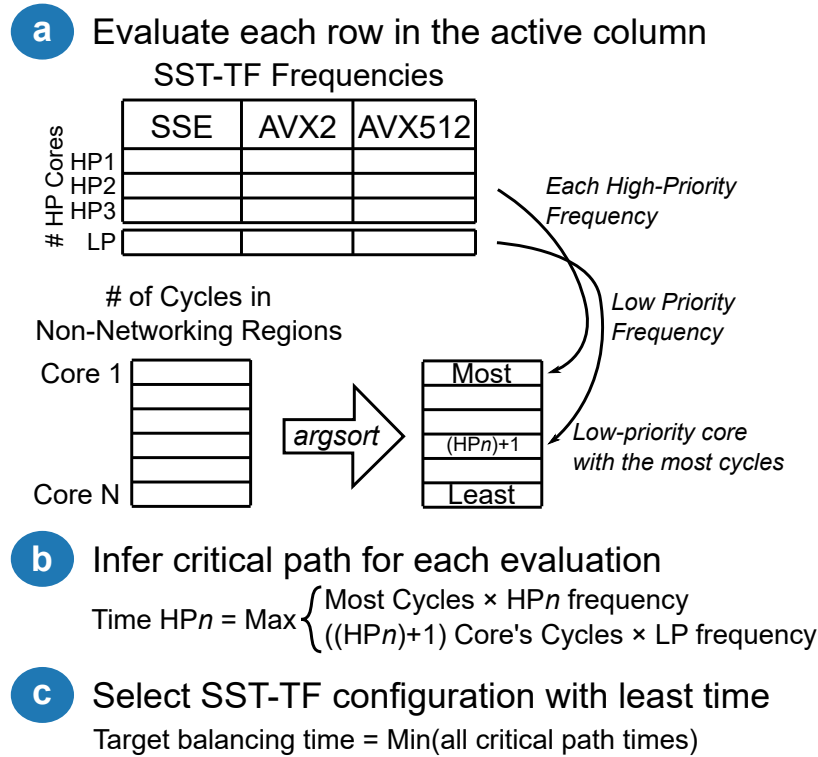 a Evaluate each row in the active column
SST-TF Frequencies
SSE AVX2 AVX512
# HP Cores
HP1
HP2
HP3
LP
Each High-Priority
Frequency
Low Priority
Frequency
# of Cycles in
Non-Networking Regions
Core 1
Core N
argsort
Most
(HPn)+1
Least
Low-priority core
with the most cycles
b Infer critical path for each evaluation
Time HPn = Max { Most Cycles × HPn frequency
((HPn)+1) Core's Cycles × LP frequency
c Select SST-TF configuration with least time
Target balancing time = Min(all critical path times)